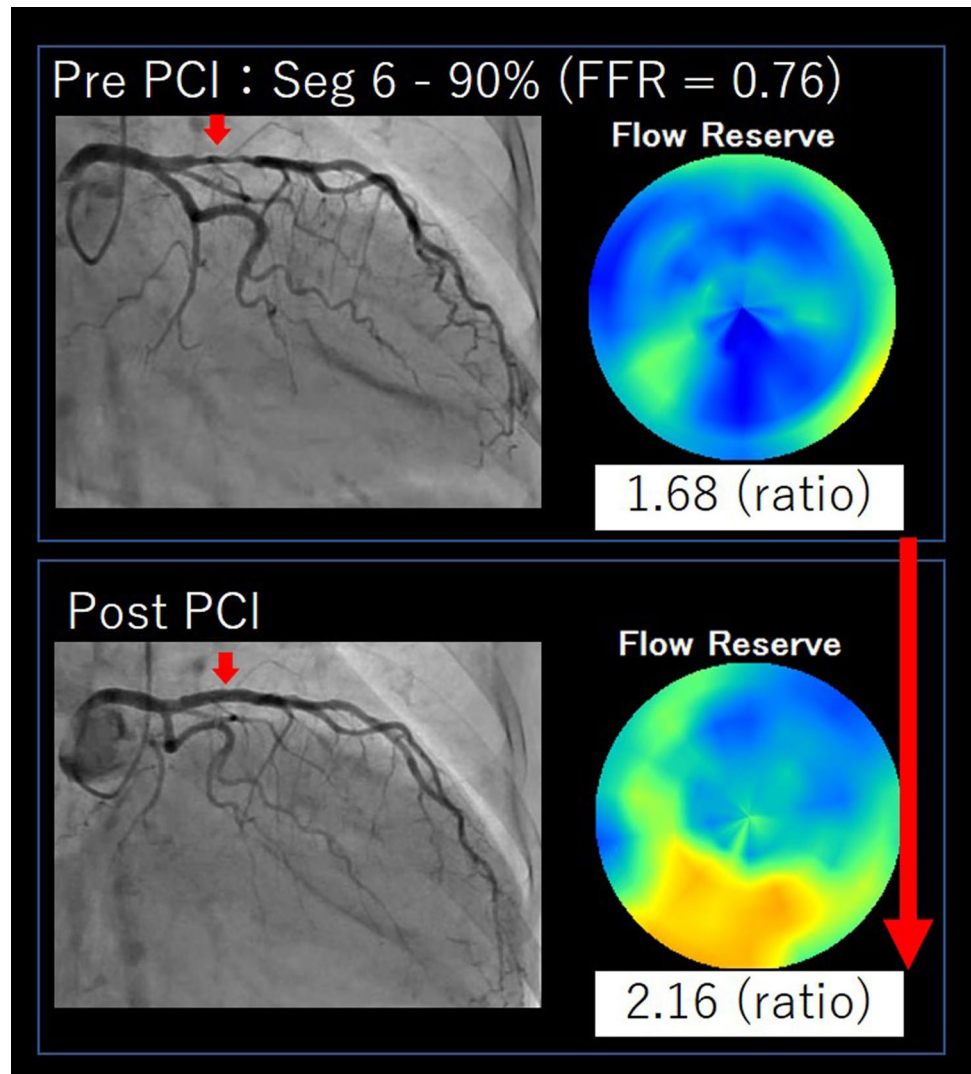 Pre PCI : Seg 6 - 90% (FFR = 0.76)
Flow Reserve
1.68 (ratio)
Post PCI
Flow Reserve
2.16 (ratio)